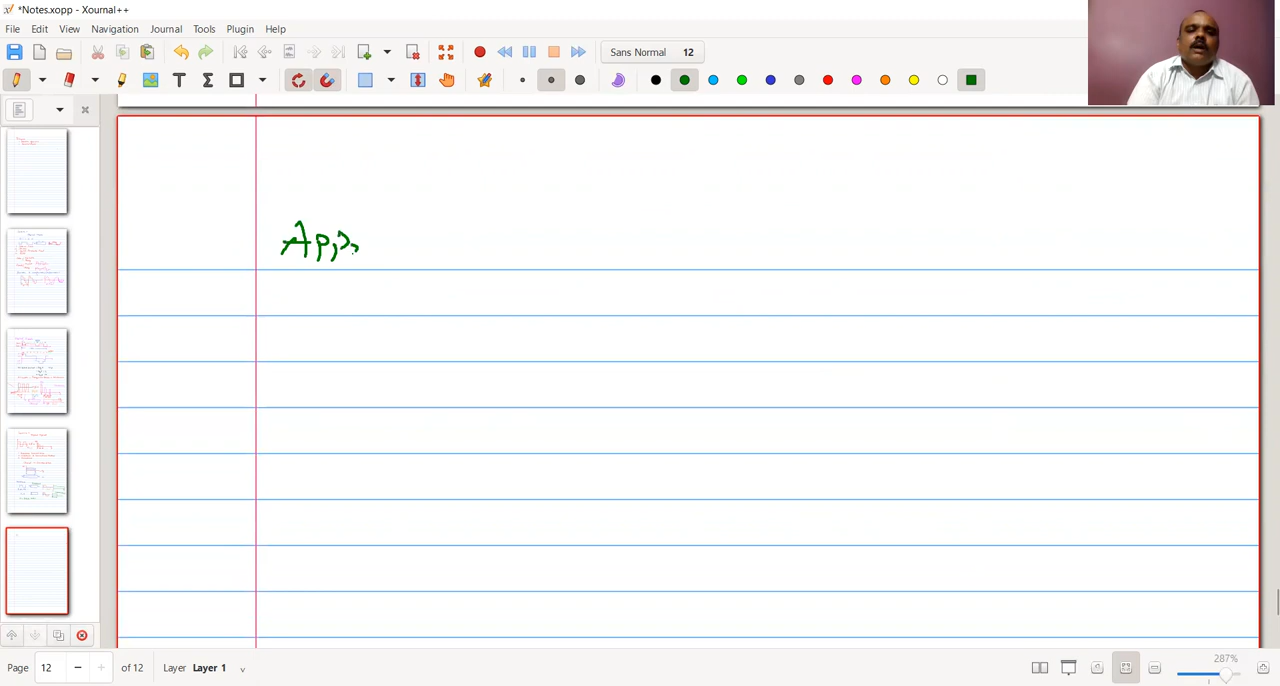 *Notes.xopp - Xournal++
File Edit View Navigation Journal Tools Plugin Help
Sans Normal 12
App
Page 12 of 12 Layer Layer 1
287%